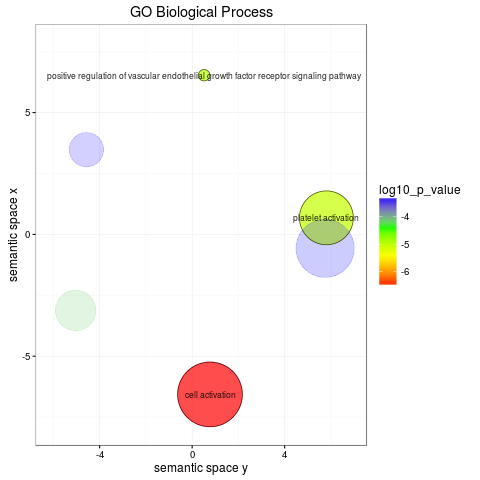 GO Biological Process
positive regulation of vascular endothelial growth factor receptor signaling pathway
5
log10_p_value
-4
platelet activation
semantic space x
0
-5
-6
-5
cell activation
-4
0
4
semantic space y